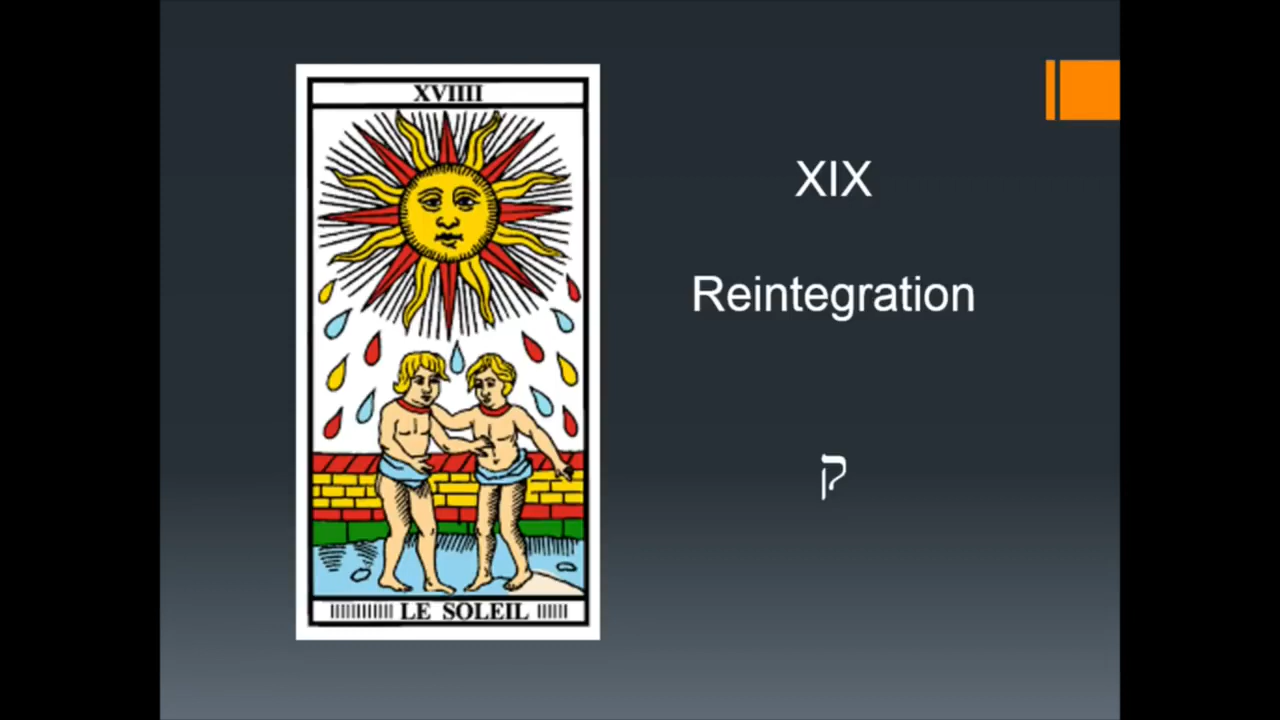 XVIIII
LE SOLEIL
XIX
Reintegration
ק